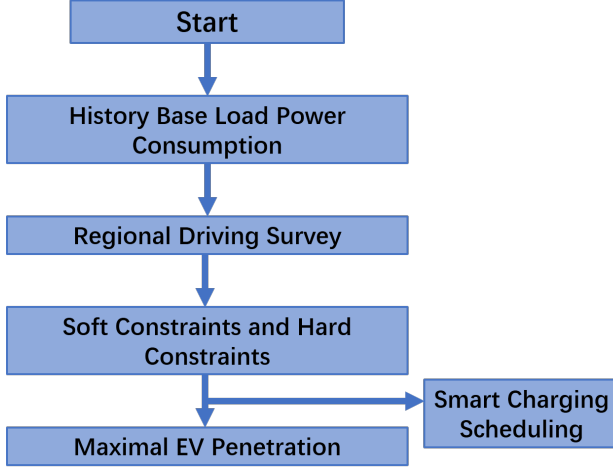 Start
History Base Load Power
Consumption
Regional Driving Survey
Soft Constraints and Hard
Constraints
Smart Charging
Scheduling
Maximal EV Penetration